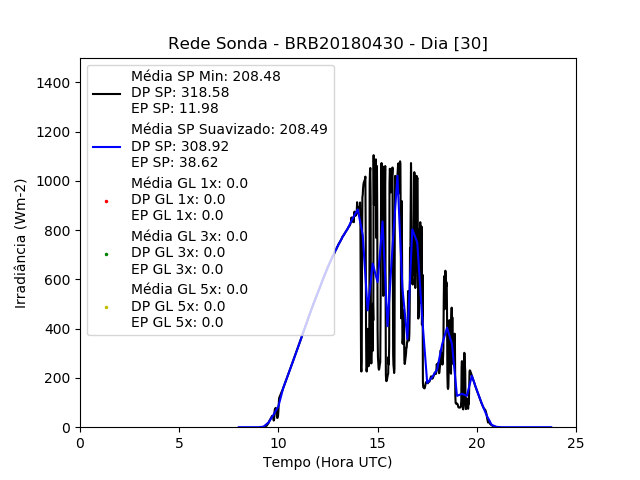 Rede Sonda - BRB20180430 - Dia [30]
Média SP Min: 208.48
DP SP: 318.58
EP SP: 11.98
Média SP Suavizado: 208.49
DP SP: 308.92
EP SP: 38.62
Média GL 1x: 0.0
DP GL 1x: 0.0
EP GL 1x: 0.0
Média GL 3x: 0.0
DP GL 3x: 0.0
EP GL 3x: 0.0
Média GL 5x: 0.0
DP GL 5x: 0.0
EP GL 5x: 0.0
Irradiância (Wm-2)
1400
1200
1000
800
600
400
200
0
0 5 10 15 20 25
Tempo (Hora UTC)